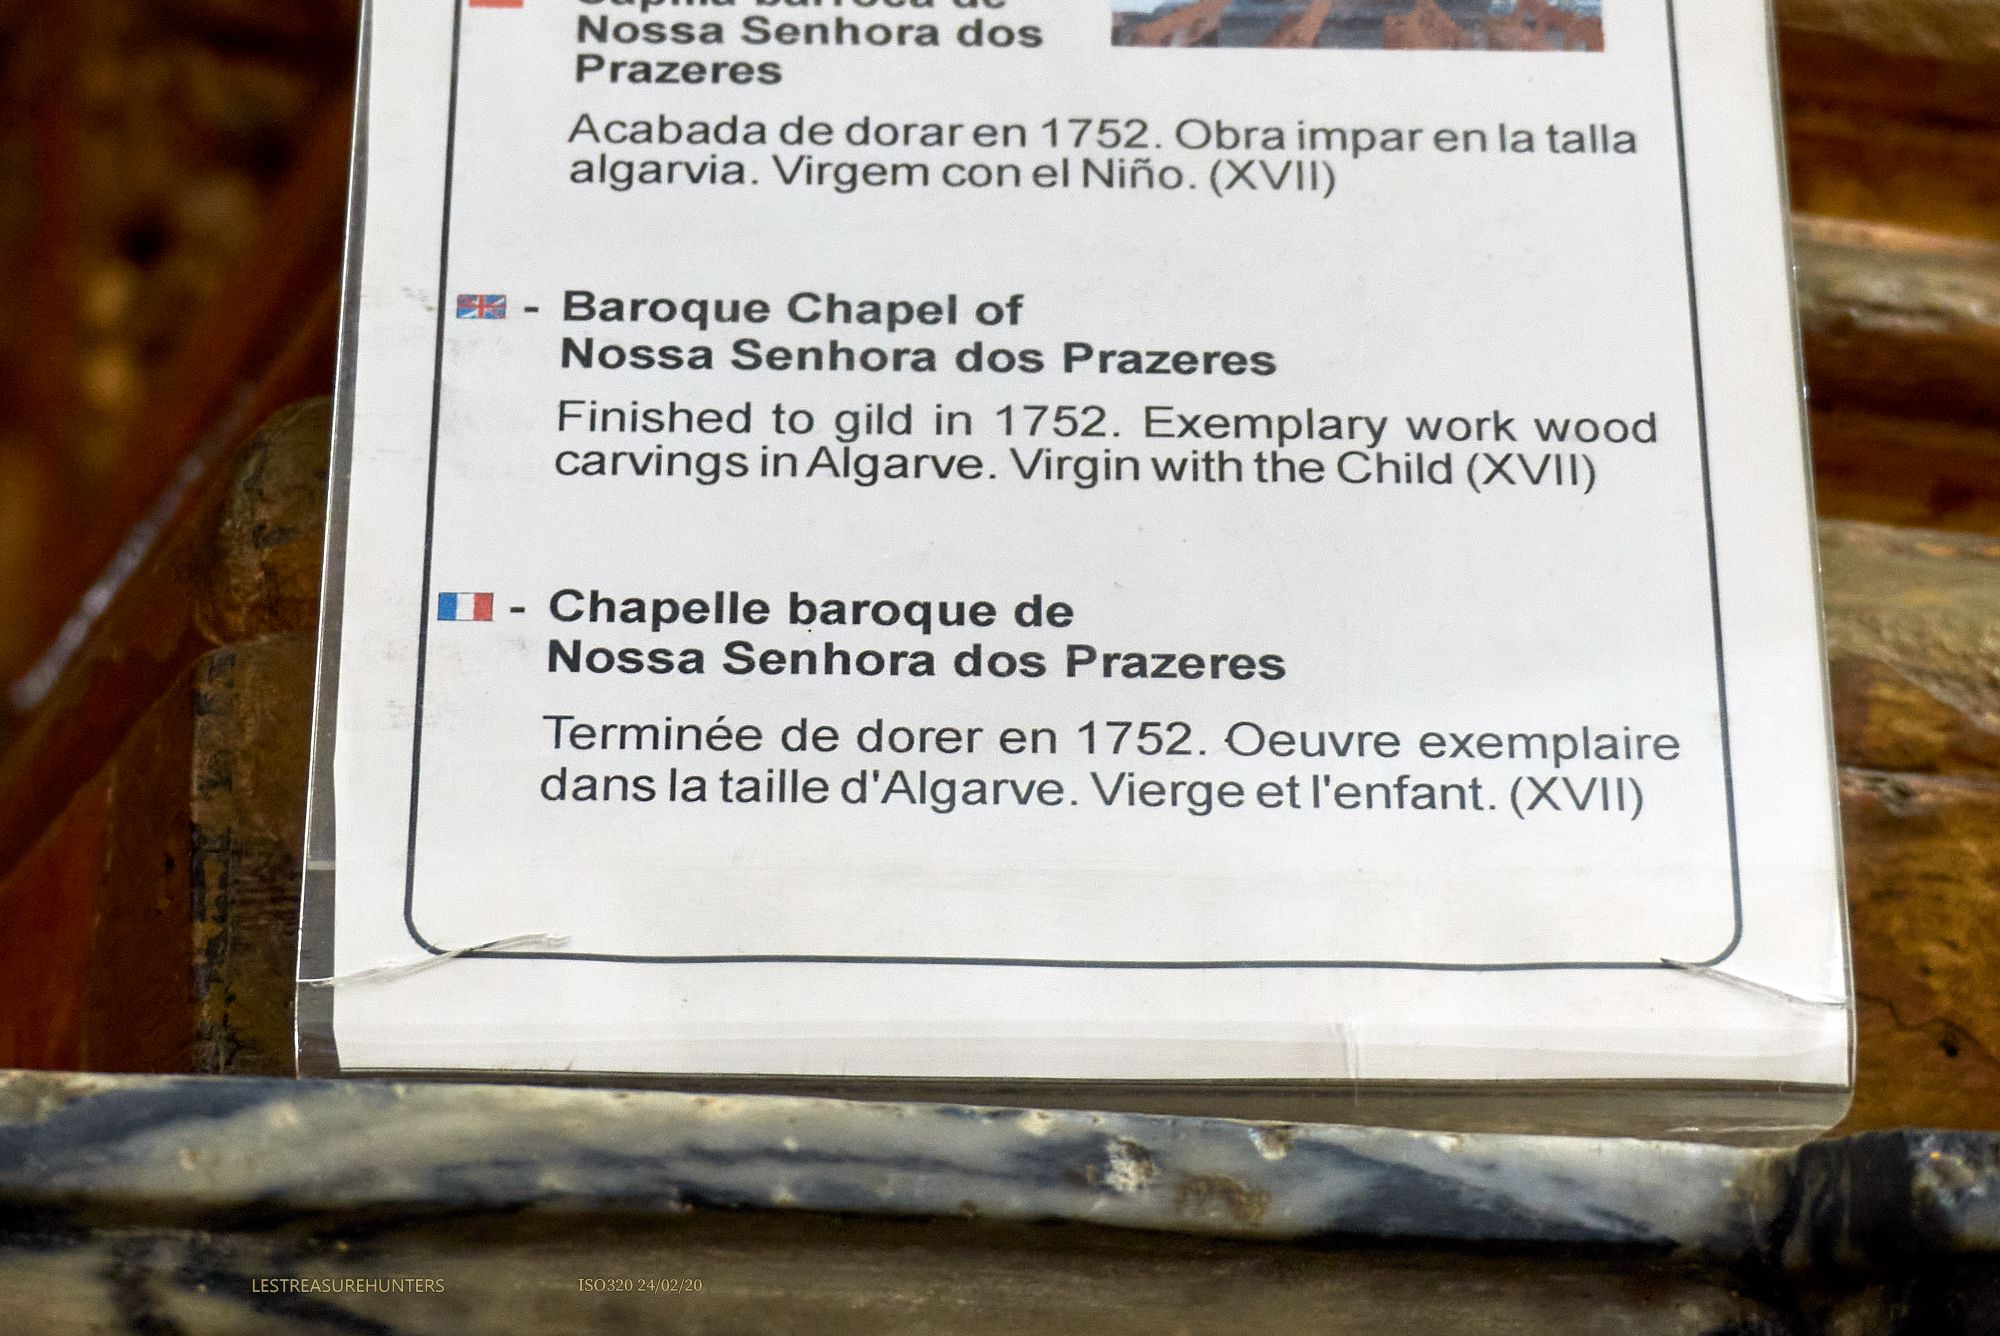 Capilla barroca de
Nossa Senhora dos
Prazeres
Acabada de dorar en 1752. Obra impar en la talla
algarvia. Virgem con el Niño. (XVII)
- Baroque Chapel of
Nossa Senhora dos Prazeres
Finished to gild in 1752. Exemplary work wood
carvings in Algarve. Virgin with the Child (XVII)
- Chapelle baroque de
Nossa Senhora dos Prazeres
Terminée de dorer en 1752. Oeuvre exemplaire
dans la taille d'Algarve. Vierge et l'enfant. (XVII)
LESTREASUREHUNTERS ISO320 24/02/20